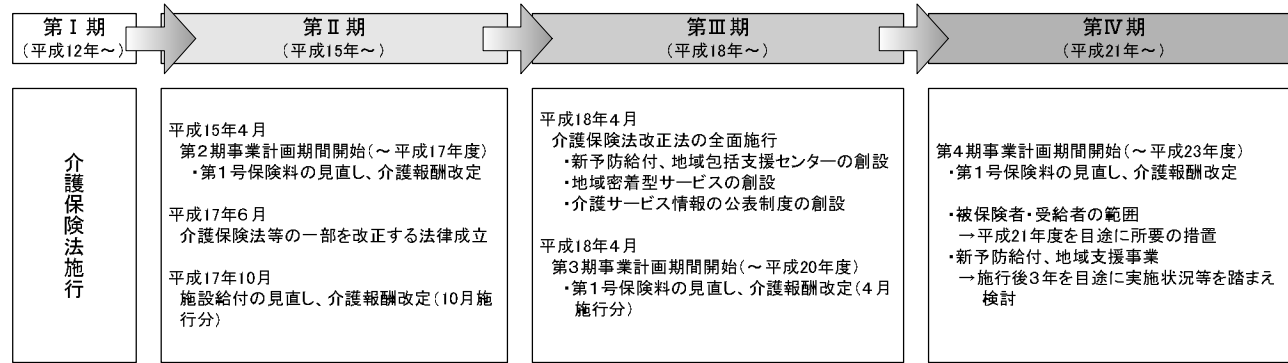 第Ⅰ期
(平成12年～)
第Ⅱ期
(平成15年～)
第Ⅲ期
(平成18年～)
第Ⅳ期
(平成21年～)
介護保険法施行
平成15年4月
第2期事業計画期間開始(～平成17年度)
・第1号保険料の見直し、介護報酬改定
平成17年6月
介護保険法等の一部を改正する法律成立
平成17年10月
施設給付の見直し、介護報酬改定(10月施
行分)
平成18年4月
介護保険法改正法の全面施行
・新予防給付、地域包括支援センターの創設
・地域密着型サービスの創設
・介護サービス情報の公表制度の創設
平成18年4月
第3期事業計画期間開始(～平成20年度)
・第1号保険料の見直し、介護報酬改定(4月
施行分)
第4期事業計画期間開始(～平成23年度)
・第1号保険料の見直し、介護報酬改定
・被保険者・受給者の範囲
→平成21年度を目途に所要の措置
・新予防給付、地域支援事業
→施行後3年を目途に実施状況等を踏まえ
検討